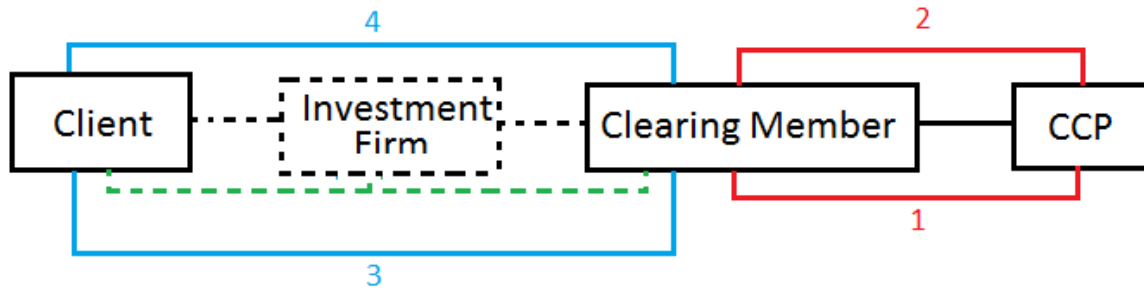 4
2
Client
Investment
Firm
Clearing Member
CCP
3
1